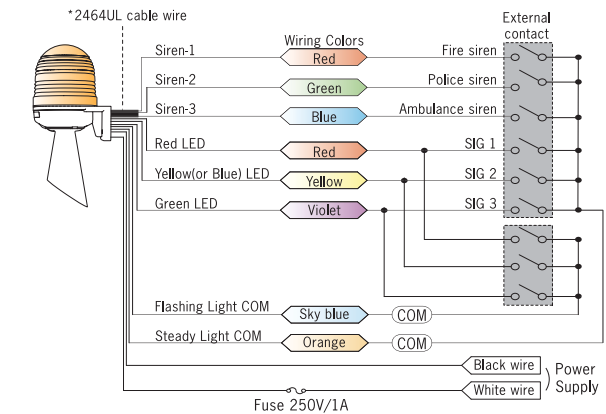 *2464UL cable wire
External
contact
Wiring Colors
Siren-1 Red Fire siren
Siren-2 Green Police siren
Siren-3 Blue Ambulance siren
Red LED Red SIG 1
Yellow(or Blue) LED Yellow SIG 2
Green LED Violet SIG 3
Flashing Light COM Sky blue COM
Steady Light COM Orange COM
Black wire
White wire
Power
Supply
Fuse 250V/1A